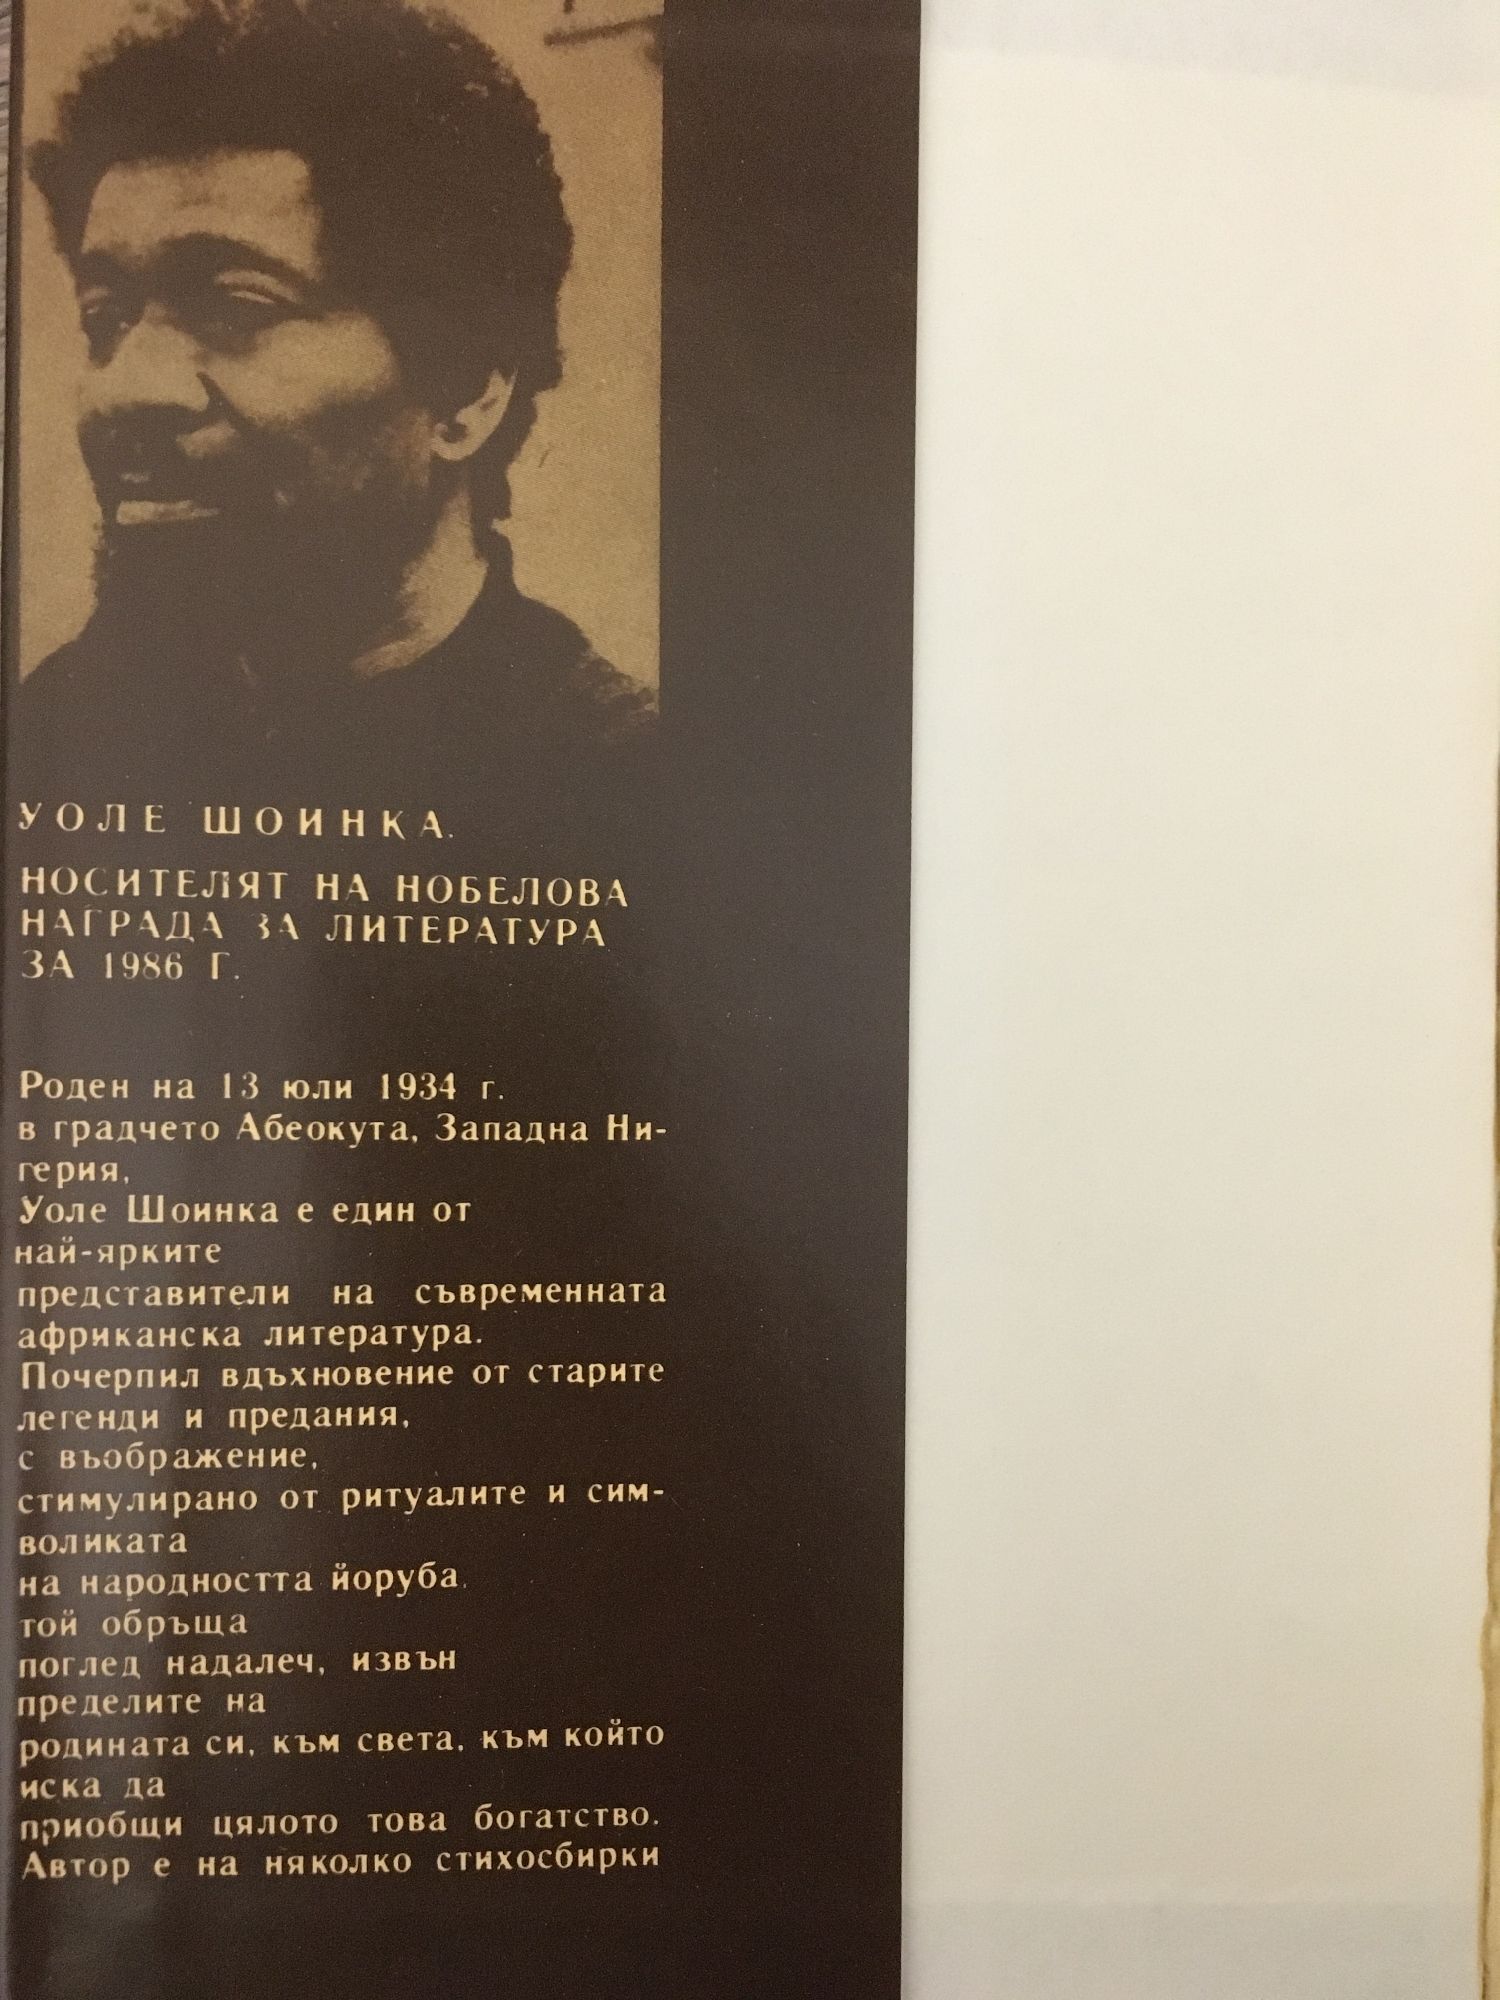 УОЛЕ ШОИНКА.
НОСИТЕЛЯТ НА НОБЕЛОВА
НАГРАДА ЗА ЛИТЕРАТУРА
ЗА 1986 Г.
Роден на 13 юли 1934 г.
в градчето Абеокута, Западна Ни-
герия,
Уоле Шоинка е един от
най-ярките
представители на съвременната
африканска литература.
Почерпил вдъхновение от старите
легенди и предания,
с въображение,
стимулирано от ритуалите и сим-
воликата
на народността йоруба,
той обръща
поглед надалеч, извън
пределите на
родината си, към света, към който
иска да
приобщи цялото това богатство.
Автор е на няколко стихосбирки